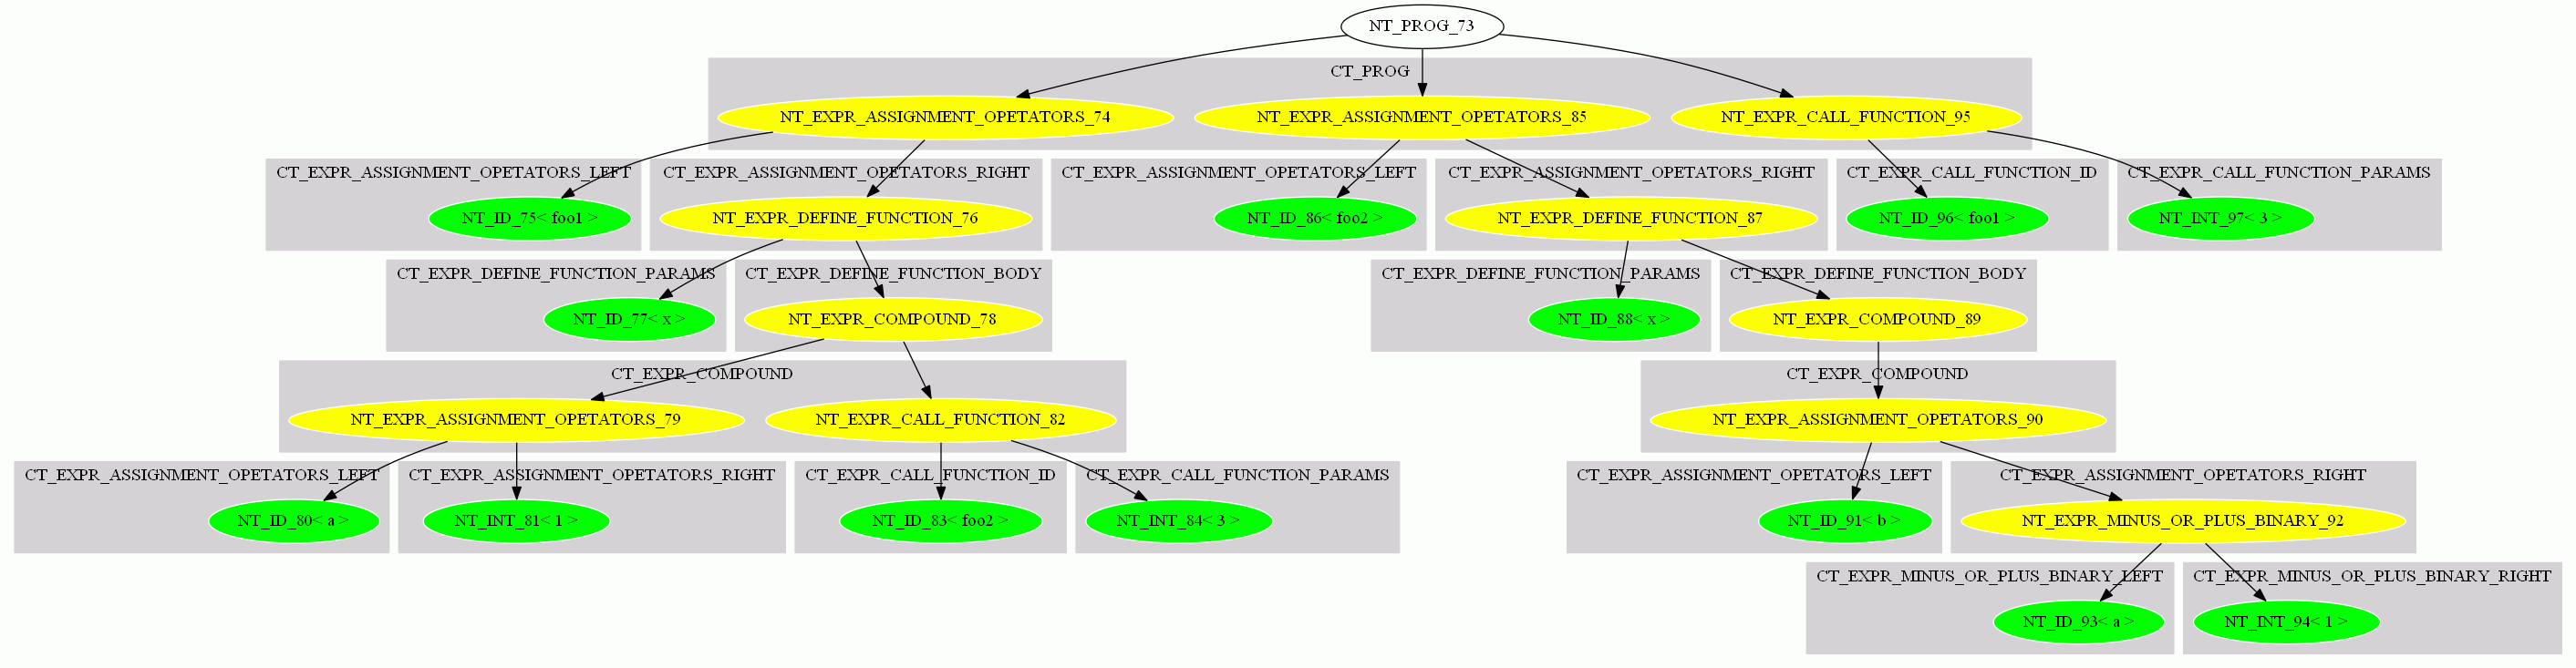 NT_PROG_73
CT_PROG
NT_EXPR_ASSIGNMENT_OPETATORS_74
NT_EXPR_ASSIGNMENT_OPETATORS_85
NT_EXPR_CALL_FUNCTION_95
CT_EXPR_ASSIGNMENT_OPETATORS_LEFT
CT_EXPR_ASSIGNMENT_OPETATORS_RIGHT
CT_EXPR_ASSIGNMENT_OPETATORS_LEFT
CT_EXPR_ASSIGNMENT_OPETATORS_RIGHT
CT_EXPR_CALL_FUNCTION_ID
CT_EXPR_CALL_FUNCTION_PARAMS
NT_ID_75< foo1 >
NT_EXPR_DEFINE_FUNCTION_76
NT_ID_86< foo2 >
NT_EXPR_DEFINE_FUNCTION_87
NT_ID_96< foo1 >
NT_INT_97< 3 >
CT_EXPR_DEFINE_FUNCTION_PARAMS
CT_EXPR_DEFINE_FUNCTION_BODY
CT_EXPR_DEFINE_FUNCTION_PARAMS
CT_EXPR_DEFINE_FUNCTION_BODY
NT_ID_77< x >
NT_EXPR_COMPOUND_78
NT_ID_88< x >
NT_EXPR_COMPOUND_89
CT_EXPR_COMPOUND
CT_EXPR_COMPOUND
NT_EXPR_ASSIGNMENT_OPETATORS_79
NT_EXPR_CALL_FUNCTION_82
NT_EXPR_ASSIGNMENT_OPETATORS_90
CT_EXPR_ASSIGNMENT_OPETATORS_LEFT
CT_EXPR_ASSIGNMENT_OPETATORS_RIGHT
CT_EXPR_CALL_FUNCTION_ID
CT_EXPR_CALL_FUNCTION_PARAMS
CT_EXPR_ASSIGNMENT_OPETATORS_LEFT
CT_EXPR_ASSIGNMENT_OPETATORS_RIGHT
NT_ID_80< a >
NT_INT_81< 1 >
NT_ID_83< foo2 >
NT_INT_84< 3 >
NT_ID_91< b >
NT_EXPR_MINUS_OR_PLUS_BINARY_92
CT_EXPR_MINUS_OR_PLUS_BINARY_LEFT
CT_EXPR_MINUS_OR_PLUS_BINARY_RIGHT
NT_ID_93< a >
NT_INT_94< 1 >